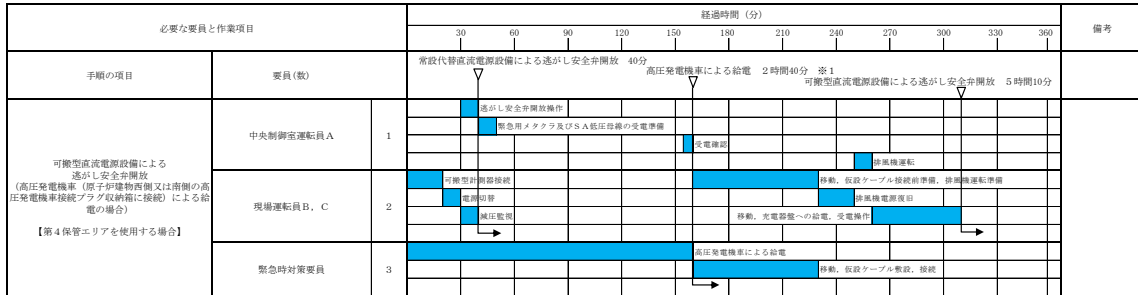 必要な要員と作業項目
経過時間（分）
備考
30 60 90 120 150 180 210 240 270 300 330 360
手順の項目
要員(数)
常設代替直流電源設備による逃がし安全弁開放　40分
高圧発電機車による給電　2時間40分　※1
可搬型直流電源設備による逃がし安全弁開放　5時間10分
可搬型直流電源設備による
逃がし安全弁開放
(高圧発電機車（原子炉建物西側又は南側の高
圧発電機車接続プラグ収納箱に接続）による給
電の場合)
【第4保管エリアを使用する場合】
中央制御室運転員A
1
逃がし安全弁開放操作
緊急用メタクラ及びSA低圧母線の受電準備
受電確認
排風機運転
現場運転員B，C
2
可搬型計測器接続
移動，仮設ケーブル接続前準備，排風機運転準備
電源切替
排風機電源復旧
減圧監視
移動，充電器盤への給電，受電操作
緊急時対策要員
3
高圧発電機車による給電
移動，仮設ケーブル敷設，接続